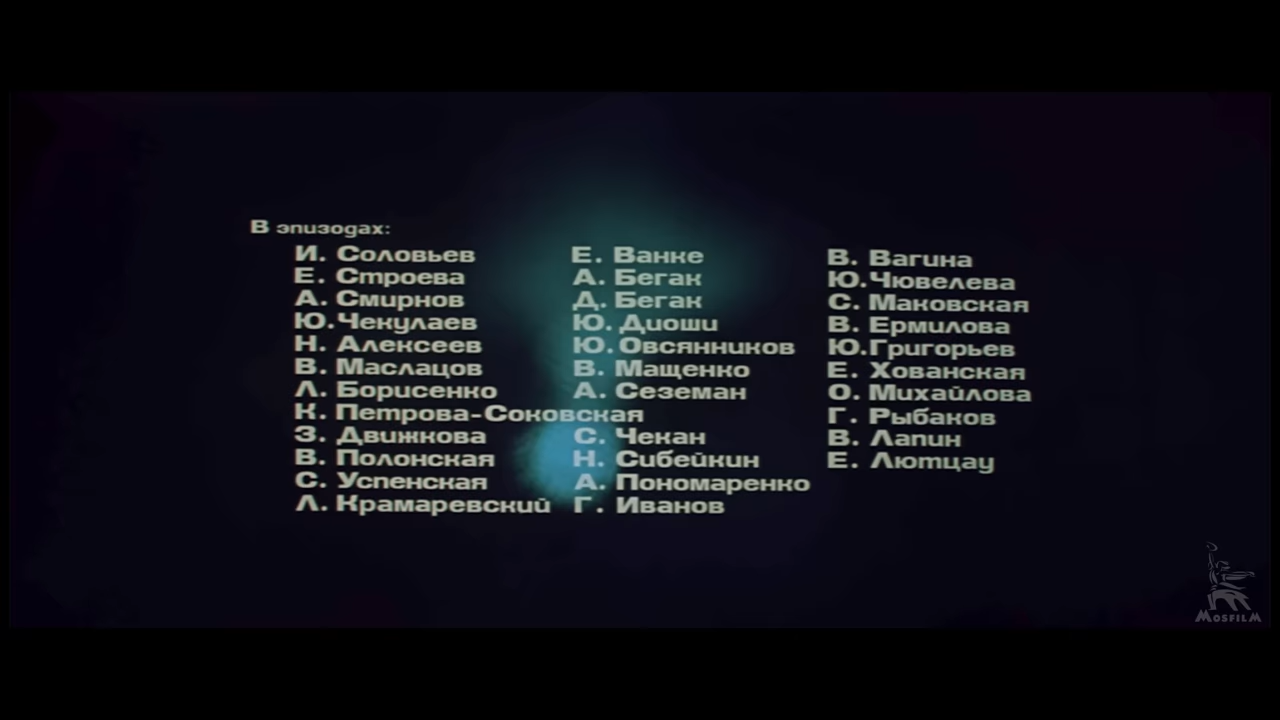 В эпизодах:
И. Соловьев
Е. Строева
А. Смирнов
Ю.Чекулаев
Н. Алексеев
В. Маслацов
Л. Борисенко
К. Петрова-Соковская
З. Движкова
В. Полонская
С. Успенская
Л. Крамаревский
Е. Ванке
А. Бегак
Д. Бегак
Ю. Диоши
Ю. Овсянников
В. Мащенко
А. Сеземан
С. Чекан
Н. Сибейкин
А. Пономаренко
Г. Иванов
В. Вагина
Ю.Чювелева
С. Маковская
В. Ермилова
Ю.Григорьев
Е. Хованская
О. Михайлова
Г. Рыбаков
В. Лапин
Е. Лютцау
MOSFILM